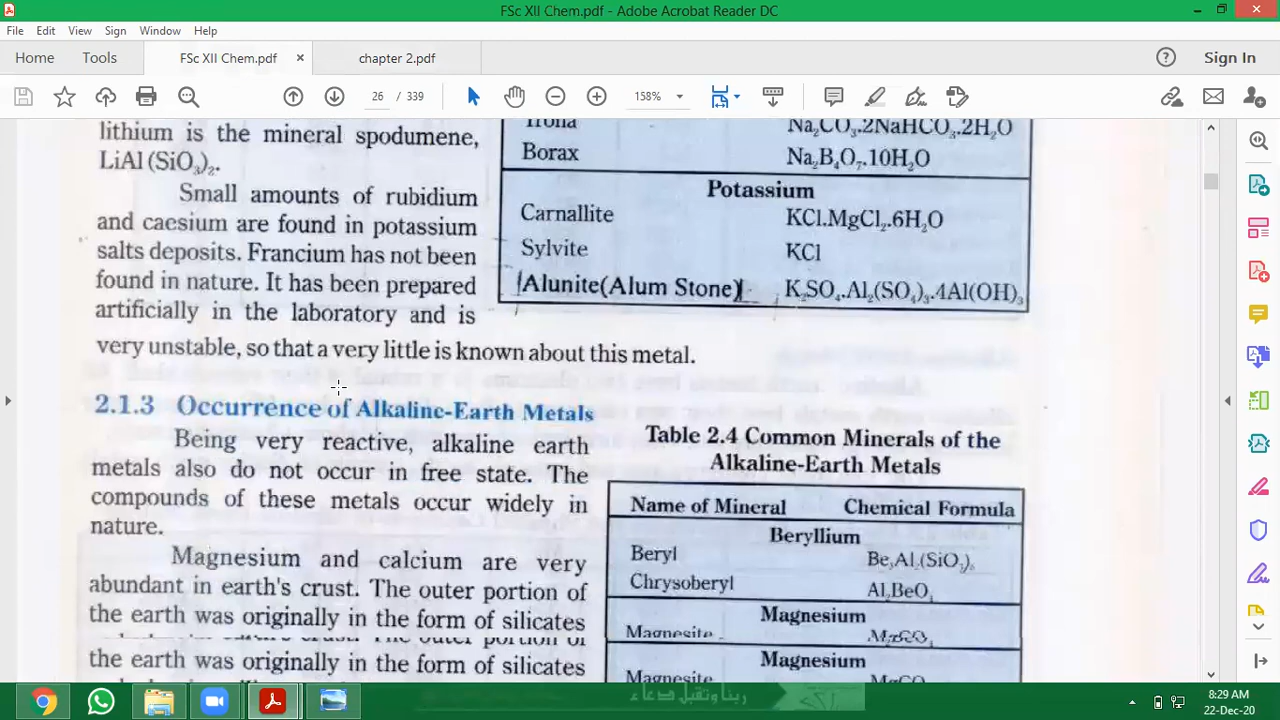 FSc XII Chem.pdf - Adobe Acrobat Reader DC
File Edit View Sign Window Help
Home Tools FSc XII Chem.pdf × chapter 2.pdf Sign In
26 / 339 158%
lithium is the mineral spodumene,
LiAl (SiO₃)₂.
Small amounts of rubidium
and caesium are found in potassium
salts deposits. Francium has not been
found in nature. It has been prepared
artificially in the laboratory and is
very unstable, so that a very little is known about this metal.
Trona Na₂CO₃.2NaHCO₃.2H₂O
Borax Na₂B₄O₇.10H₂O
Potassium
Carnallite KCl.MgCl₂.6H₂O
Sylvite KCl
Alunite(Alum Stone) K₂SO₄.Al₂(SO₄)₃.4Al(OH)₃
2.1.3 Occurrence of Alkaline-Earth Metals
Being very reactive, alkaline earth
metals also do not occur in free state. The
compounds of these metals occur widely in
nature.
Magnesium and calcium are very
abundant in earth's crust. The outer portion of
the earth was originally in the form of silicates
the earth was originally in the form of silicates
Table 2.4 Common Minerals of the
Alkaline-Earth Metals
Name of Mineral Chemical Formula
Beryllium
Beryl Be₃Al₂(SiO₃)₆
Chrysoberyl Al₂BeO₄
Magnesium
Magnesite MgCO₃
Magnesium
Magnesite MgCO₃
ربنا وتقبل دعاء
8:29 AM
22-Dec-20